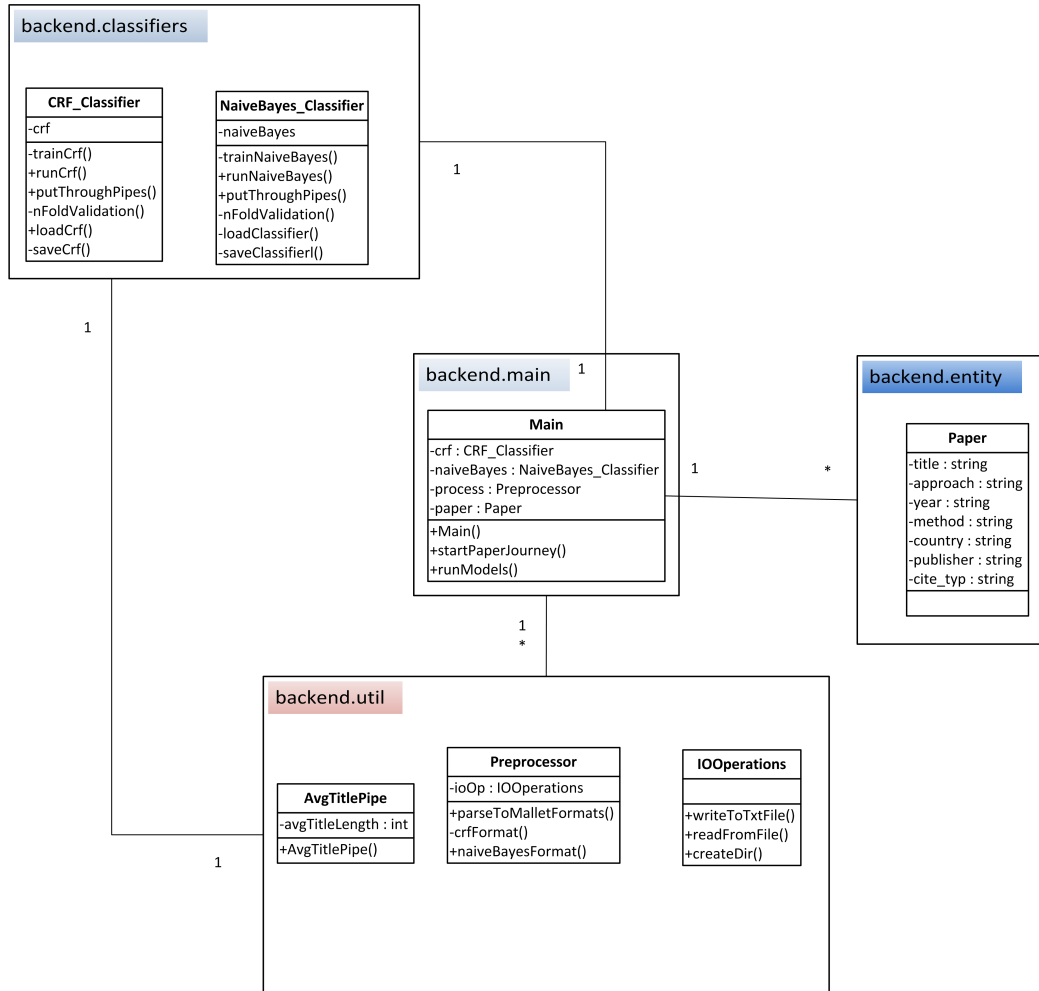 backend.classifiers
CRF_Classifier
-crf
-trainCrf()
+runCrf()
+putThroughPipes()
-nFoldValidation()
+loadCrf()
-saveCrf()
NaiveBayes_Classifier
-naiveBayes
-trainNaiveBayes()
+runNaiveBayes()
+putThroughPipes()
-nFoldValidation()
-loadClassifier()
-saveClassifierl()
1
1
backend.main
1
Main
-crf : CRF_Classifier
-naiveBayes : NaiveBayes_Classifier
-process : Preprocessor
-paper : Paper
+Main()
+startPaperJourney()
+runModels()
1
*
backend.entity
Paper
-title : string
-approach : string
-year : string
-method : string
-country : string
-publisher : string
-cite_typ : string
1
*
backend.util
AvgTitlePipe
-avgTitleLength : int
+AvgTitlePipe()
Preprocessor
-ioOp : IOOperations
+parseToMalletFormats()
-crfFormat()
+naiveBayesFormat()
IOOperations
+writeToTxtFile()
+readFromFile()
+createDir()
1